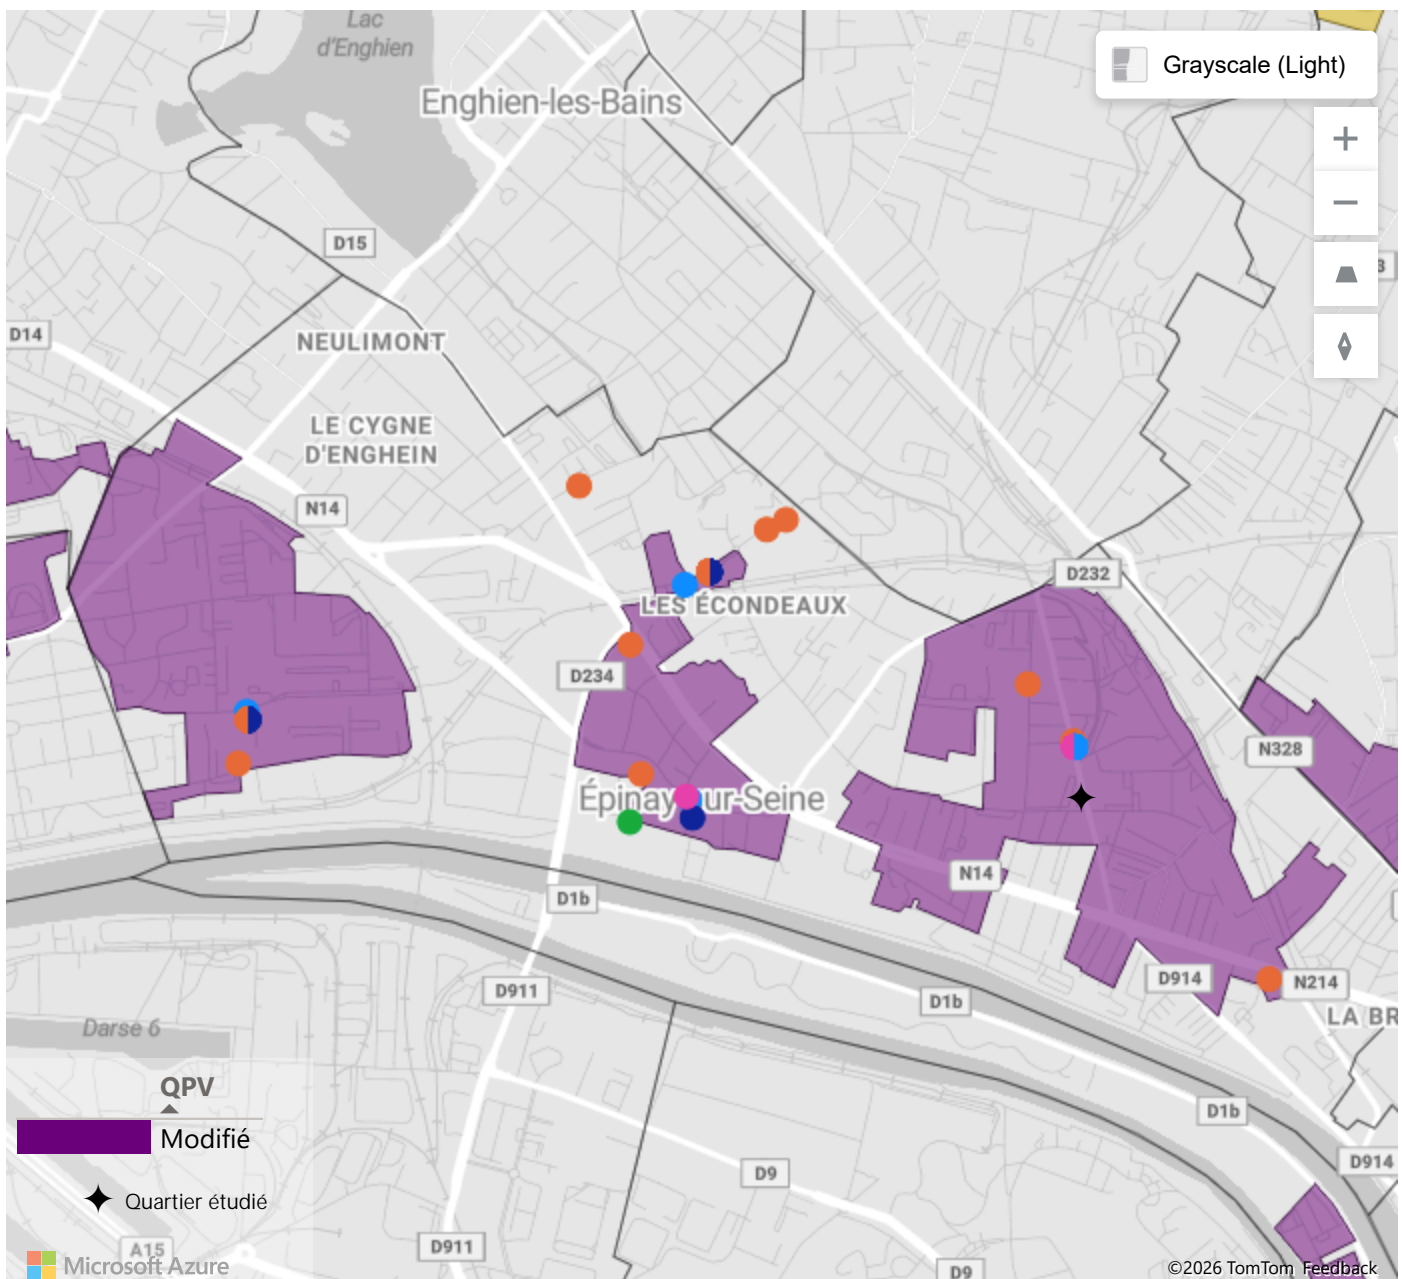 Lac
d'Enghien
Grayscale (Light)
Enghien-les-Bains
D15
3
D14
NEULIMONT
LE CYGNE
D'ENGHEIN
N14
D232
LES ÉCONDEAUX
D234
N328
Épinay-sur-Seine
N14
D1b
D914
N214
D911
D1b
LA BR
Darse 6
QPV
Modifié
D1b
D914
D9
Quartier étudié
A15
D911
Microsoft Azure
D9
©2026 TomTom Feedback